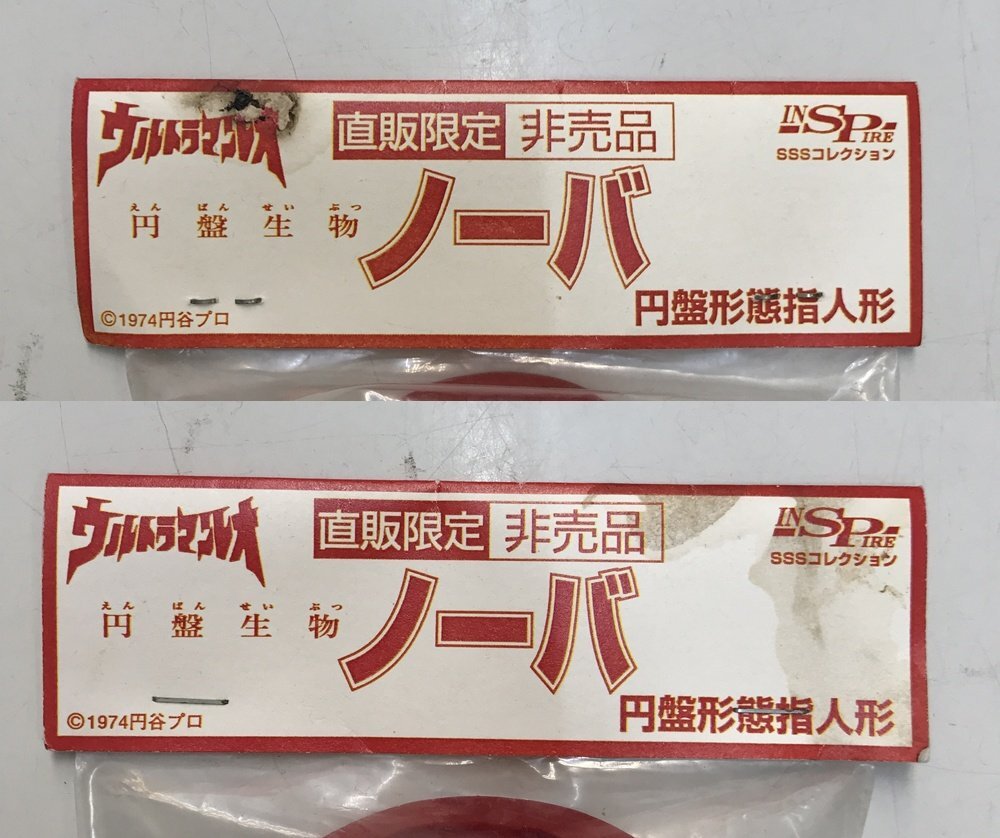 ウルトラマンレオ
直販限定 非売品
INSPIRE
SSSコレクション
えん ばん せい ぶつ
円盤生物
ノーバ
円盤形態指人形
©1974円谷プロ
ウルトラマンレオ
直販限定 非売品
INSPIRE
SSSコレクション
えん ばん せい ぶつ
円盤生物
ノーバ
円盤形態指人形
©1974円谷プロ